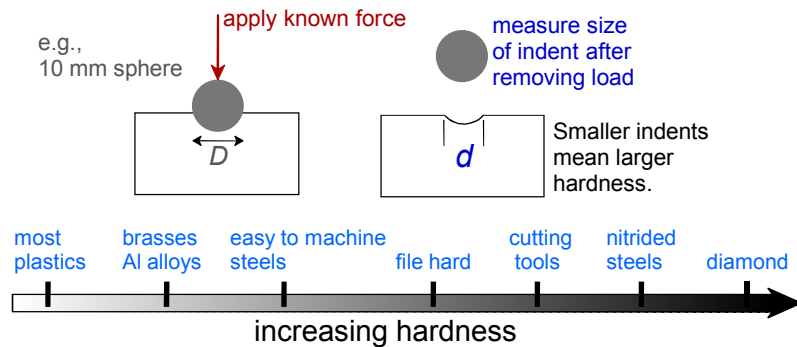 apply known force
e.g.,
10 mm sphere
D
measure size
of indent after
removing load
d
Smaller indents
mean larger
hardness.
most
plastics
brasses
Al alloys
easy to machine
steels
file hard
cutting
tools
nitrided
steels
diamond
increasing hardness